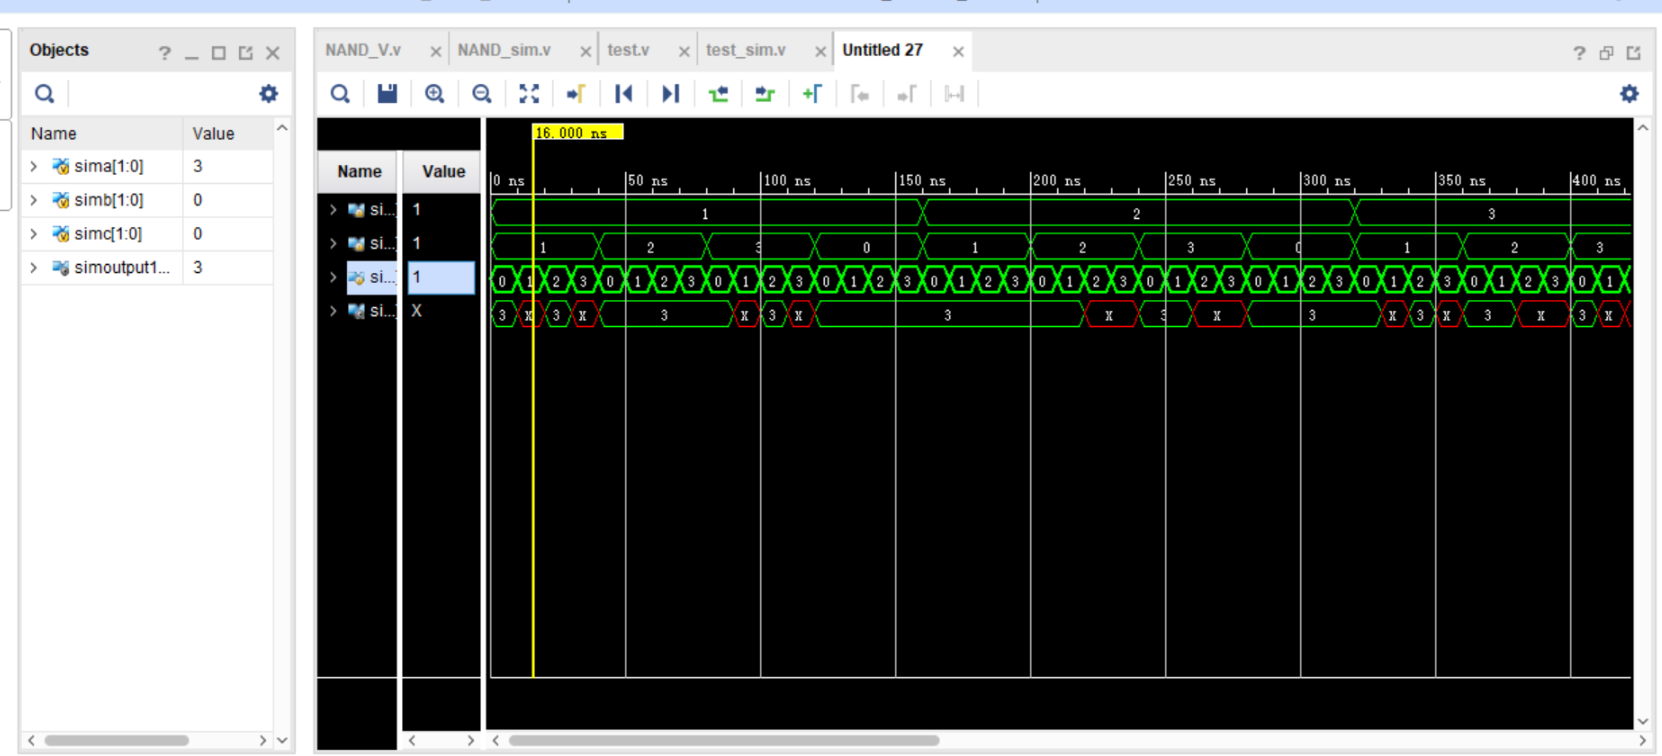 Objects
? _
Name Value
sima[1:0] 3
simb[1:0] 0
simc[1:0] 0
simoutput1... 3
NAND_V.v × NAND_sim.v × test.v × test_sim.v × Untitled 27 ×
?
16.000 ns
Name Value
0 ns 50 ns 100 ns 150 ns 200 ns 250 ns 300 ns 350 ns 400 ns
si...] 1 1 2 3
si...] 1 1 2 3 0 1 2 3 0 1 2 3
si...] 1 0 1 2 3 0 1 2 3 0 1 2 3 0 1 2 3 0 1 2 3 0 1 2 3 0 1 2 3 0 1 2 3 0 1 2 3 0 1 2 3 0 1
si...] X 3 X 3 X 3 X 3 X 3 X 3 X 3 X 3 X 3 X 3 X